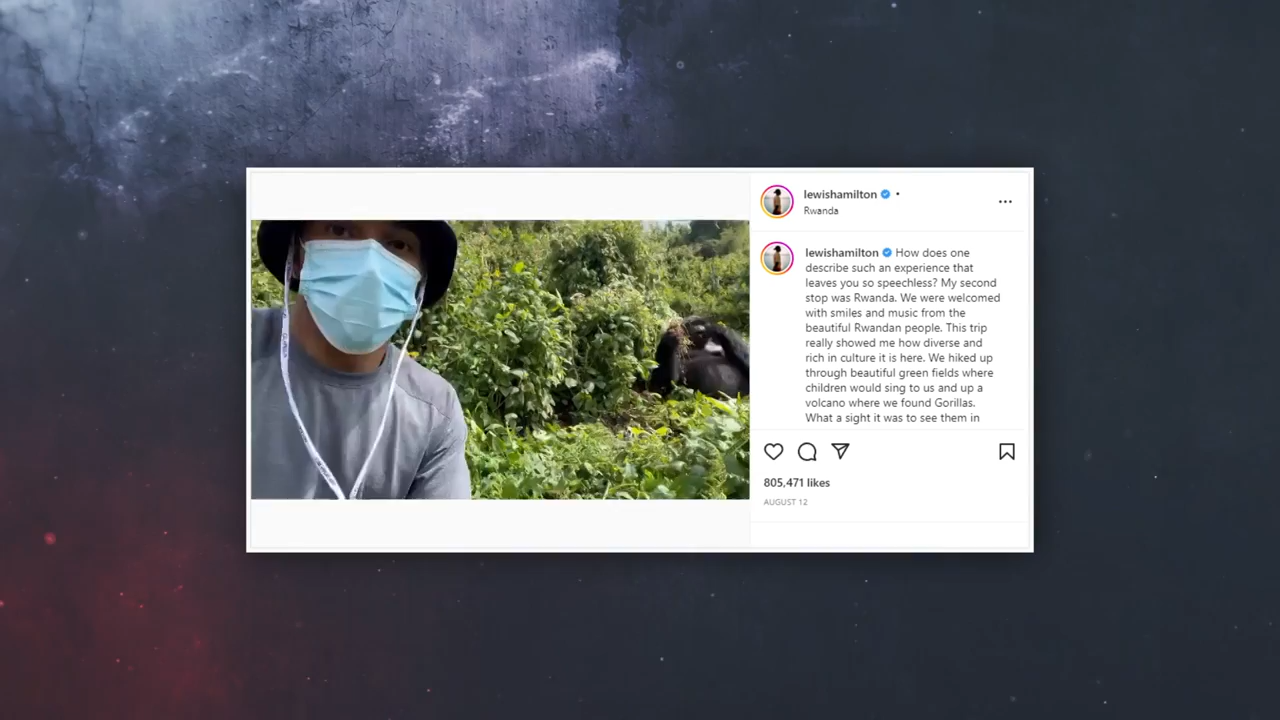 lewishamilton •
Rwanda
lewishamilton How does one
describe such an experience that
leaves you so speechless? My second
stop was Rwanda. We were welcomed
with smiles and music from the
beautiful Rwandan people. This trip
really showed me how diverse and
rich in culture it is here. We hiked up
through beautiful green fields where
children would sing to us and up a
volcano where we found Gorillas.
What a sight it was to see them in
805,471 likes
AUGUST 12